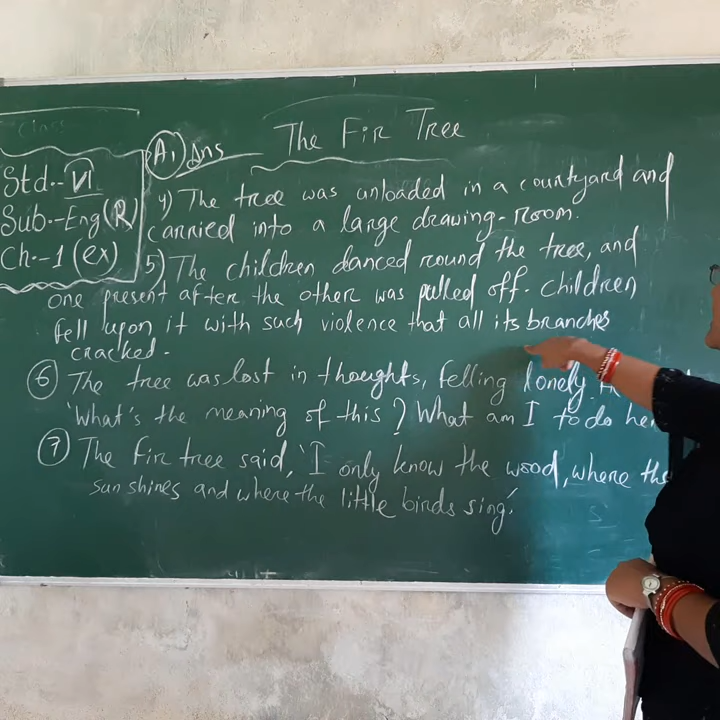 The Fir Tree
A, Ans
Std.- VI
Sub.- Eng (R)
Ch.- 1 (ex)
4) The tree was unloaded in a courtyard and
carried into a large drawing-room.
5) The children danced round the tree, and
one present after the other was pulled off. children
fell upon it with such violence that all its branches
cracked.
6 The tree was lost in thoughts, felling lonely
'What's the meaning of this? What am I to do
7 The fir tree said, 'I only know the wood, where the
sun shines and where the little birds sing'.